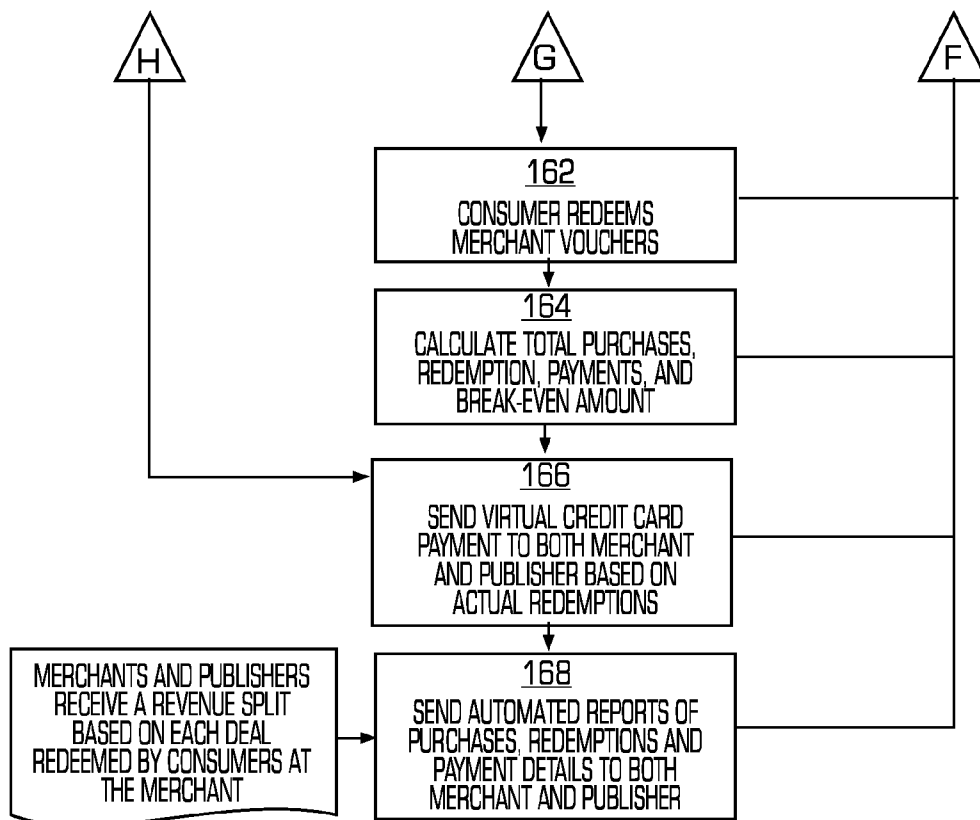 H
G
F
162
CONSUMER REDEEMS
MERCHANT VOUCHERS
164
CALCULATE TOTAL PURCHASES,
REDEMPTION, PAYMENTS, AND
BREAK-EVEN AMOUNT
166
SEND VIRTUAL CREDIT CARD
PAYMENT TO BOTH MERCHANT
AND PUBLISHER BASED ON
ACTUAL REDEMPTIONS
MERCHANTS AND PUBLISHERS
RECEIVE A REVENUE SPLIT
BASED ON EACH DEAL
REDEEMED BY CONSUMERS AT
THE MERCHANT
168
SEND AUTOMATED REPORTS OF
PURCHASES, REDEMPTIONS AND
PAYMENT DETAILS TO BOTH
MERCHANT AND PUBLISHER